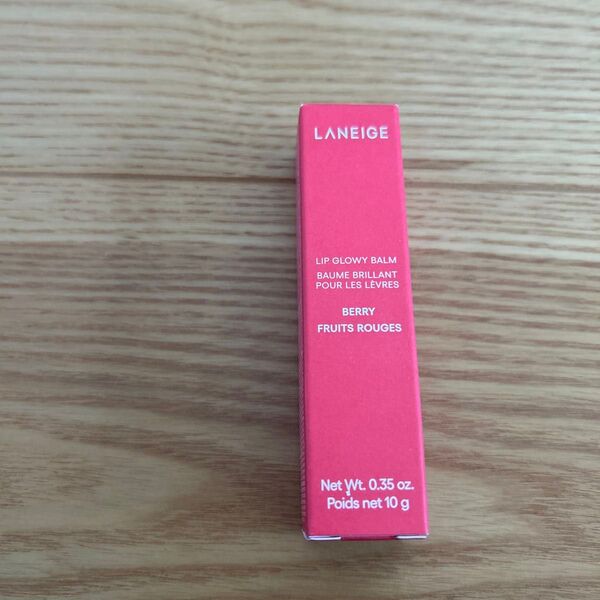 LANEIGE
LIP GLOWY BALM
BAUME BRILLANT
POUR LES LÈVRES
BERRY
FRUITS ROUGES
Net Wt. 0.35 oz.
Poids net 10 g